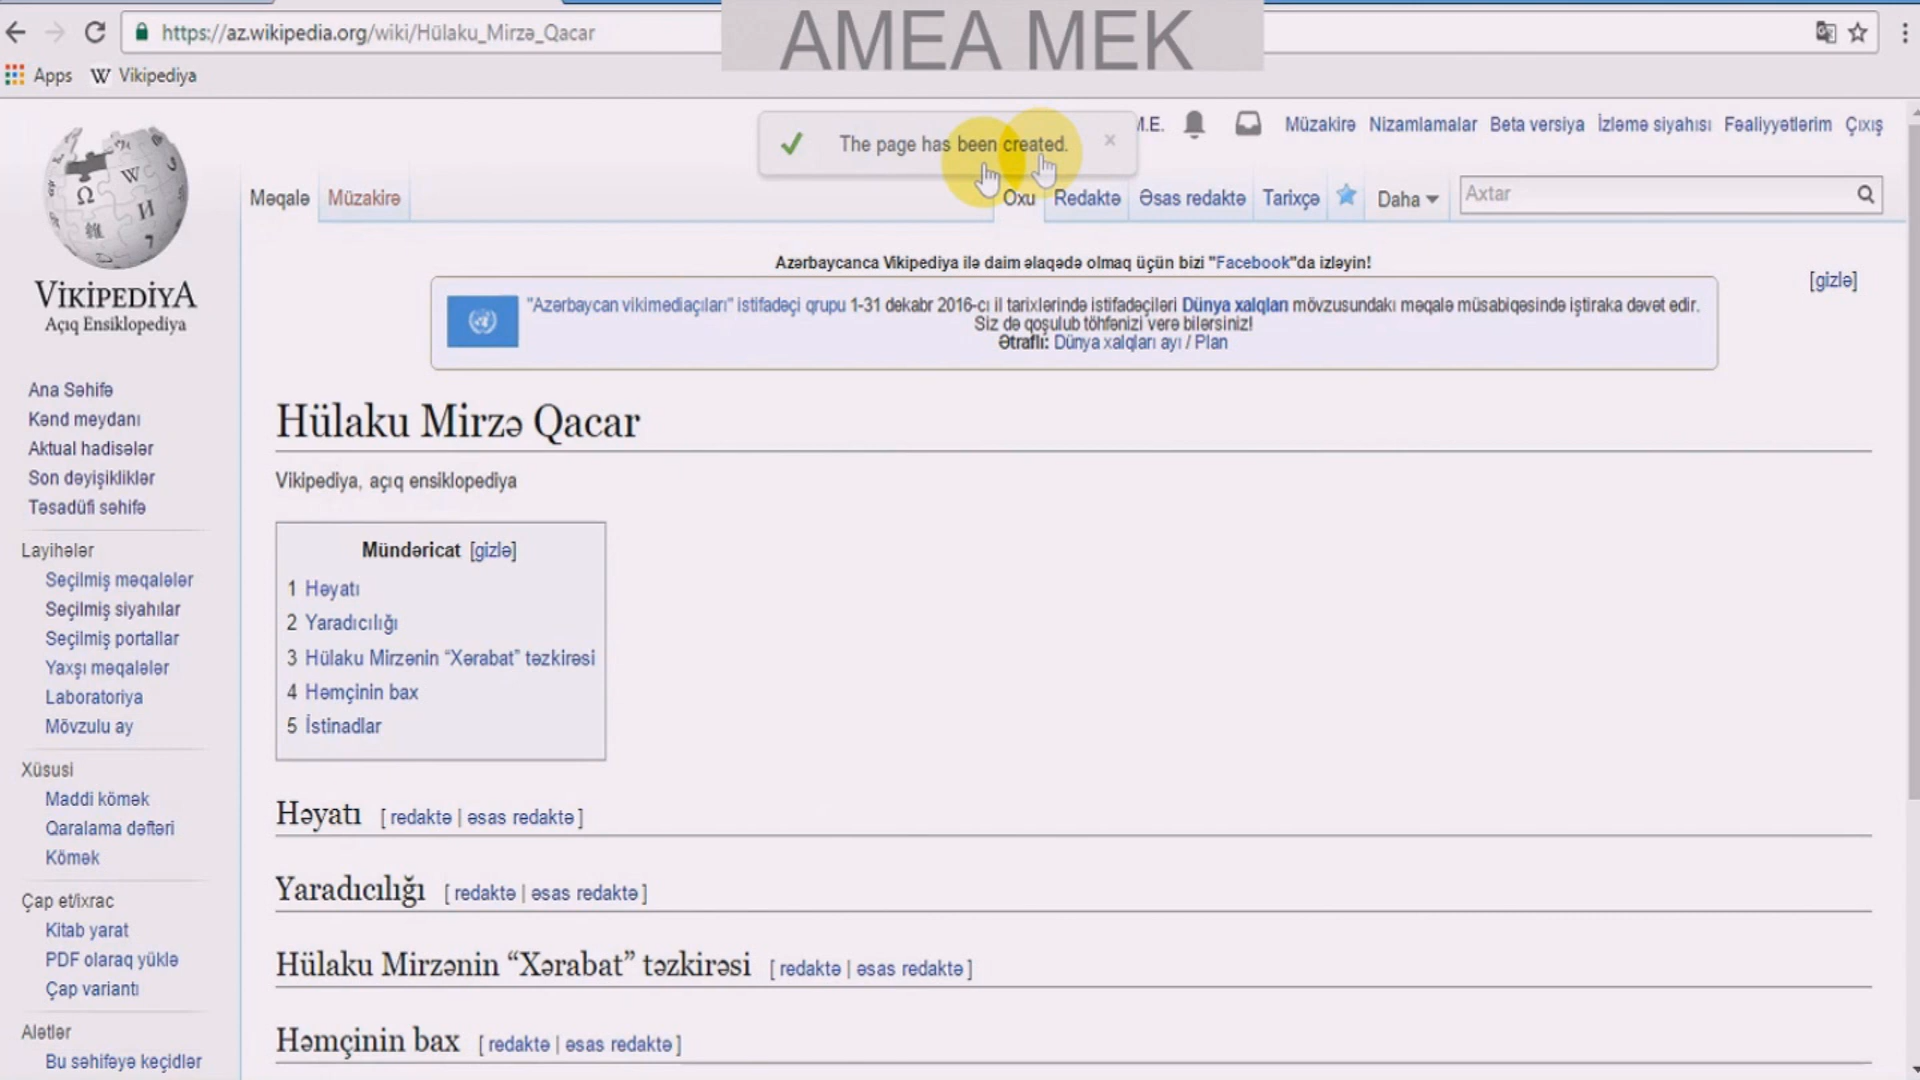 AMEA MEK
https://az.wikipedia.org/wiki/Hülaku_Mirzə_Qacar
Apps Vikipediya
The page has been created.
M.E. Müzakirə Nizamlamalar Beta versiya İzləmə siyahısı Fəaliyyətlərim Çıxış
Məqalə Müzakirə Oxu Redaktə Əsas redaktə Tarixçə Daha Axtar
VİKİPEDİYA
Açıq Ensiklopediya
Azərbaycanca Vikipediya ilə daim əlaqədə olmaq üçün bizi "Facebook"da izləyin!
[gizlə]
"Azərbaycan vikimediaçıları" istifadəçi qrupu 1-31 dekabr 2016-cı il tarixlərində istifadəçiləri Dünya xalqları mövzusundakı məqalə müsabiqəsində iştiraka dəvət edir.
Siz də qoşulub töhfənizi verə bilərsiniz!
Ətraflı: Dünya xalqları ayı / Plan
Ana Səhifə
Kənd meydanı
Aktual hadisələr
Son dəyişikliklər
Təsadüfi səhifə
Layihələr
Seçilmiş məqalələr
Seçilmiş siyahılar
Seçilmiş portallar
Yaxşı məqalələr
Laboratoriya
Mövzulu ay
Xüsusi
Maddi kömək
Qaralama dəftəri
Kömək
Çap et/ixrac
Kitab yarat
PDF olaraq yüklə
Çap variantı
Alətlər
Bu səhifəyə keçidlər
Hülaku Mirzə Qacar
Vikipediya, açıq ensiklopediya
Mündəricat [gizlə]
1 Həyatı
2 Yaradıcılığı
3 Hülaku Mirzənin “Xərabat” təzkirəsi
4 Həmçinin bax
5 İstinadlar
Həyatı [ redaktə | əsas redaktə ]
Yaradıcılığı [ redaktə | əsas redaktə ]
Hülaku Mirzənin “Xərabat” təzkirəsi [ redaktə | əsas redaktə ]
Həmçinin bax [ redaktə | əsas redaktə ]